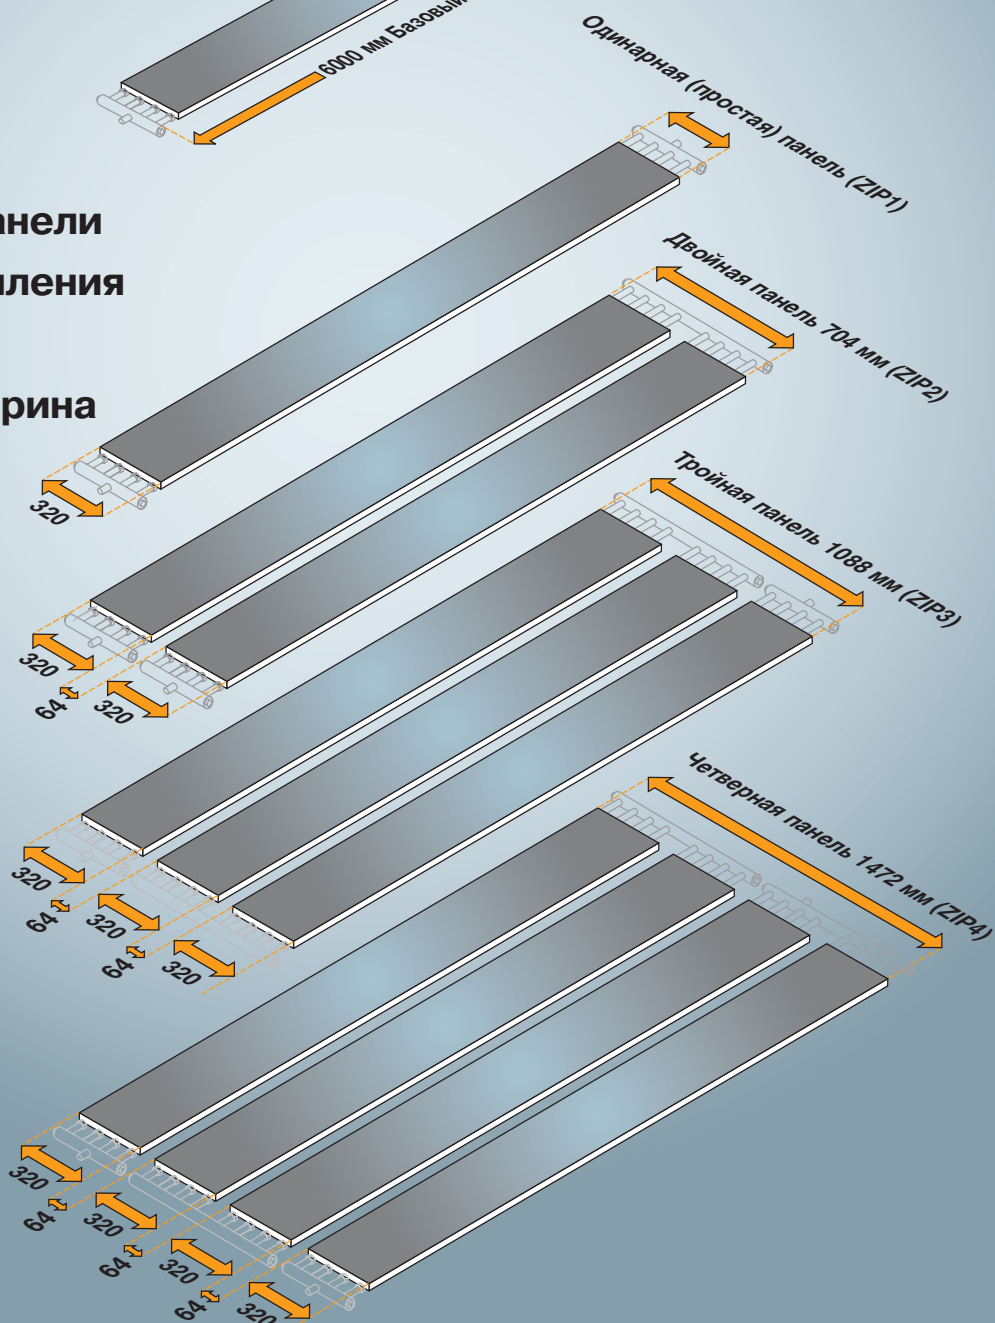 6000 мм Базовый
Одинарная (простая) панель (ZIP1)
анели
ления
рина
Двойная панель 704 мм (ZIP2)
320
Тройная панель 1088 мм (ZIP3)
320
64
320
Четверная панель 1472 мм (ZIP4)
320
64
320
64
320
320
64
320
64
320
64
320